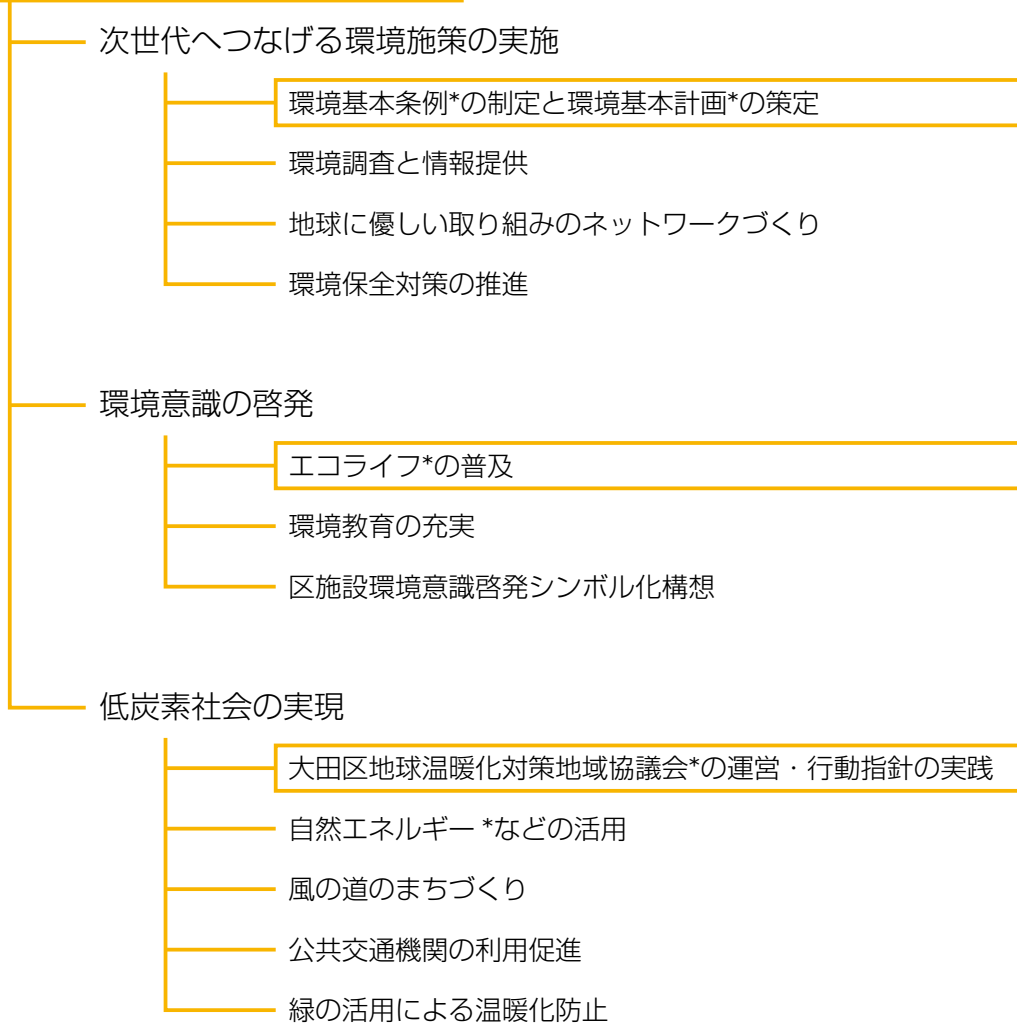 次世代へつなげる環境施策の実施
環境基本条例*の制定と環境基本計画*の策定
環境調査と情報提供
地球に優しい取り組みのネットワークづくり
環境保全対策の推進
環境意識の啓発
エコライフ*の普及
環境教育の充実
区施設環境意識啓発シンボル化構想
低炭素社会の実現
大田区地球温暖化対策地域協議会*の運営・行動指針の実践
自然エネルギー*などの活用
風の道のまちづくり
公共交通機関の利用促進
緑の活用による温暖化防止